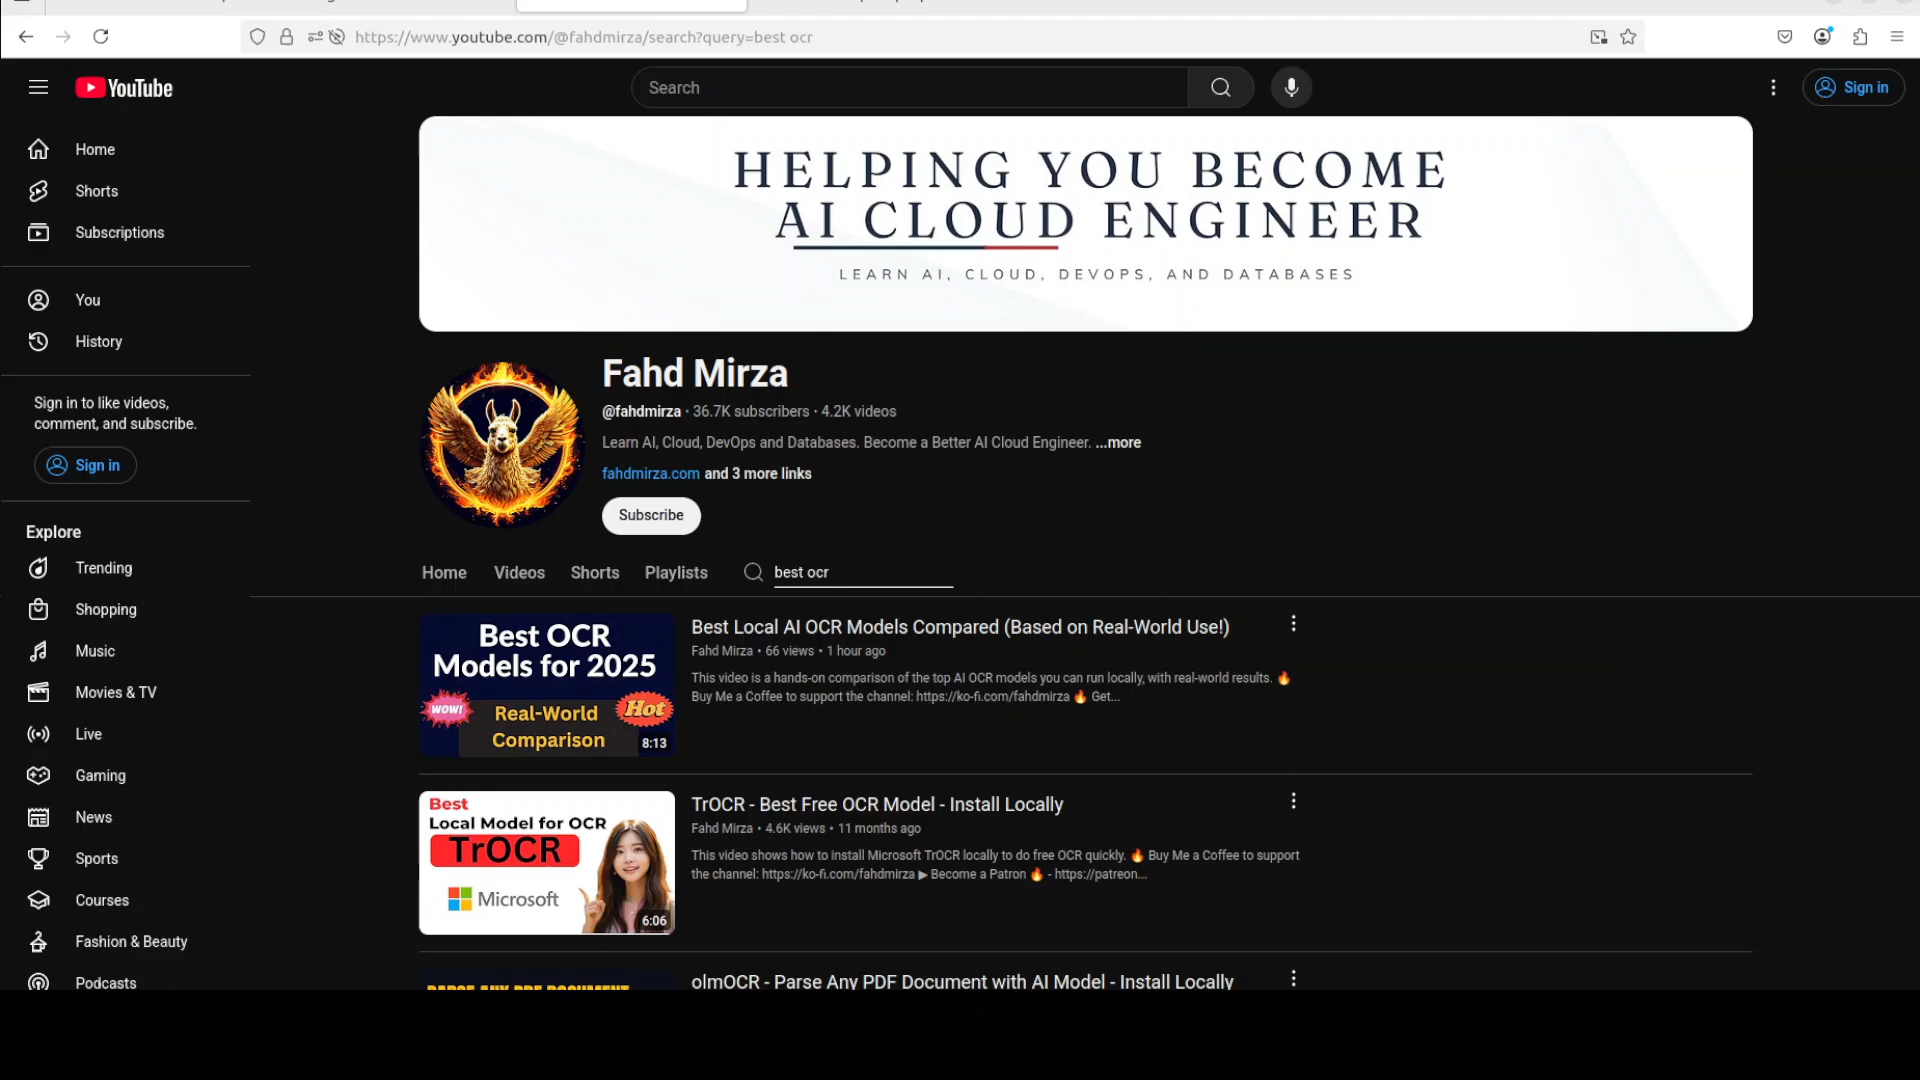 https://www.youtube.com/@fahdmirza/search?query=best ocr
YouTube
Search
Sign in
Home
Shorts
Subscriptions
You
History
Sign in to like videos,
comment, and subscribe.
Sign in
Explore
Trending
Shopping
Music
Movies & TV
Live
Gaming
News
Sports
Courses
Fashion & Beauty
Podcasts
HELPING YOU BECOME
AI CLOUD ENGINEER
LEARN AI, CLOUD, DEVOPS, AND DATABASES
Fahd Mirza
@fahdmirza • 36.7K subscribers • 4.2K videos
Learn AI, Cloud, DevOps and Databases. Become a Better AI Cloud Engineer. ...more
fahdmirza.com and 3 more links
Subscribe
Home Videos Shorts Playlists best ocr
Best OCR
Models for 2025
WOW!
Hot
Real-World
Comparison
8:13
Best Local AI OCR Models Compared (Based on Real-World Use!)
Fahd Mirza • 66 views • 1 hour ago
This video is a hands-on comparison of the top AI OCR models you can run locally, with real-world results. 🔥
Buy Me a Coffee to support the channel: https://ko-fi.com/fahdmirza 🔥 Get...
Best
Local Model for OCR
TrOCR
Microsoft
6:06
TrOCR - Best Free OCR Model - Install Locally
Fahd Mirza • 4.6K views • 11 months ago
This video shows how to install Microsoft TrOCR locally to do free OCR quickly. 🔥 Buy Me a Coffee to support
the channel: https://ko-fi.com/fahdmirza ▶ Become a Patron 🔥 - https://patreon...
PARSE ANY PDF DOCUMENT
olmOCR - Parse Any PDF Document with AI Model - Install Locally